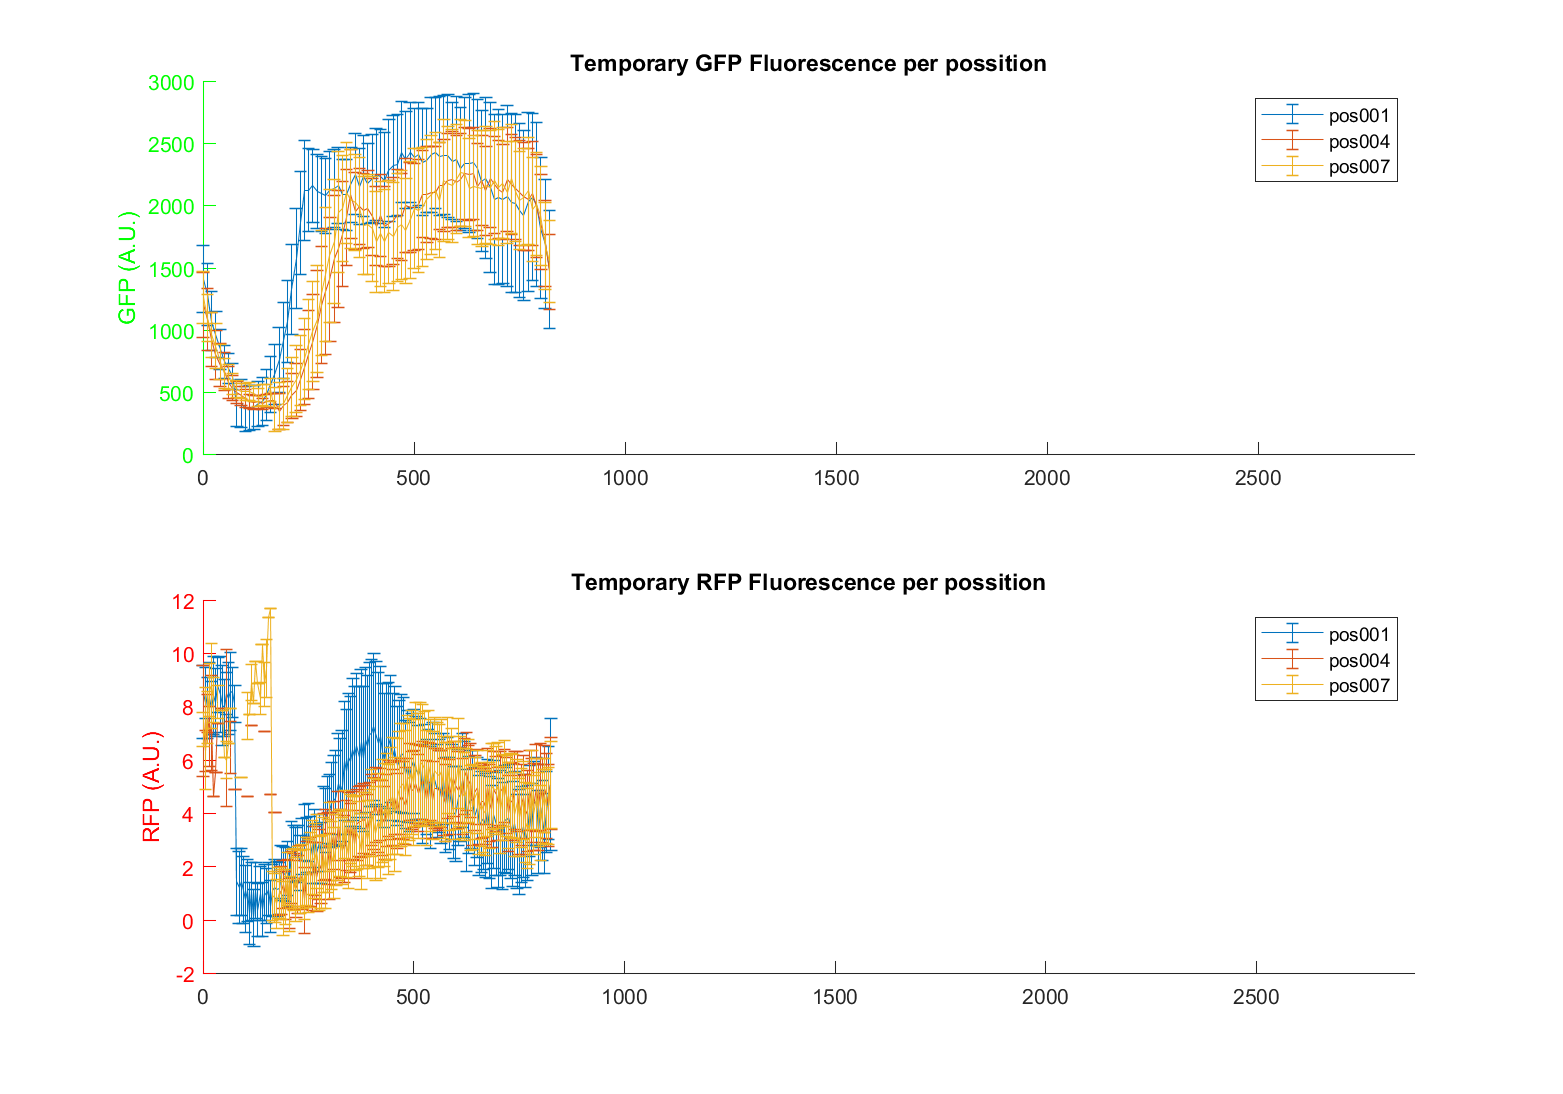 Temporary GFP Fluorescence per possition
GFP (A.U.)
3000
2500
2000
1500
1000
500
0
0 500 1000 1500 2000 2500
pos001
pos004
pos007
Temporary RFP Fluorescence per possition
RFP (A.U.)
12
10
8
6
4
2
0
-2
0 500 1000 1500 2000 2500
pos001
pos004
pos007